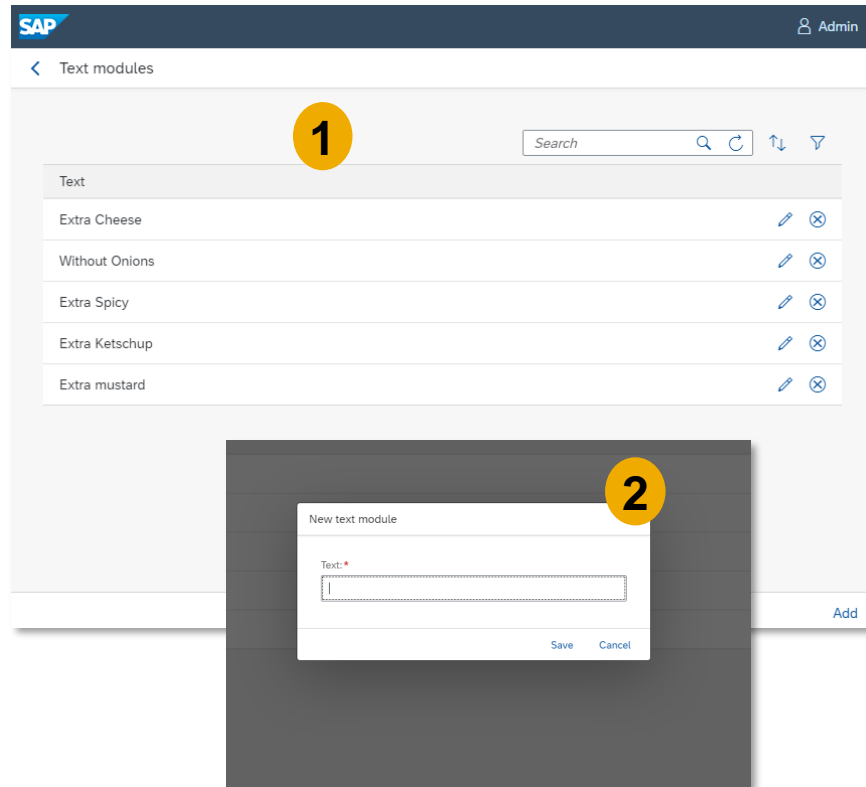 SAP
Admin
Text modules
1
Search
Text
Extra Cheese
Without Onions
Extra Spicy
Extra Ketschup
Extra mustard
2
New text module
Text:*
Save Cancel
Add